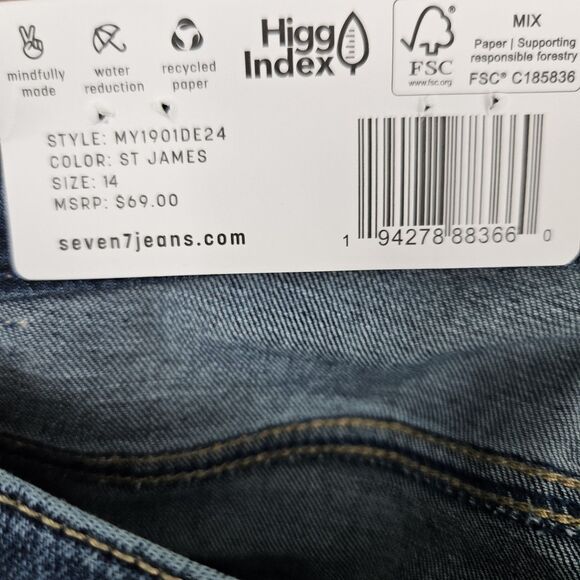 mindfully
made
water
reduction
recycled
paper
Higg
Index
FSC
www.fsc.org
MIX
Paper | Supporting
responsible forestry
FSC® C185836
STYLE: MY1901DE24
COLOR: ST JAMES
SIZE: 14
MSRP: $69.00
seven7jeans.com
1 94278 88366 0